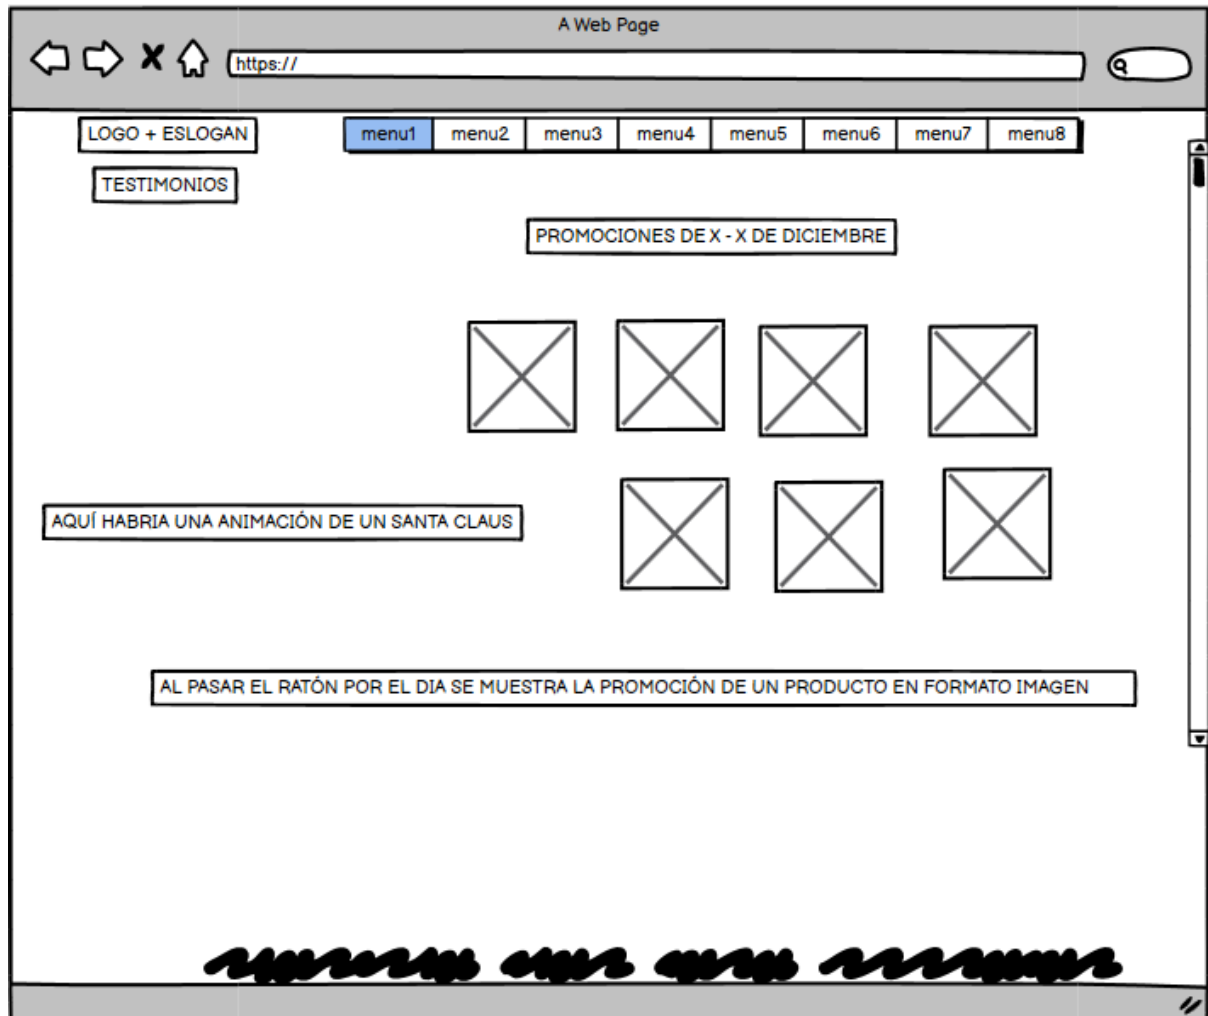 A Web Page
https://
LOGO + ESLOGAN
menu1 menu2 menu3 menu4 menu5 menu6 menu7 menu8
TESTIMONIOS
PROMOCIONES DE X - X DE DICIEMBRE
AQUÍ HABRIA UNA ANIMACIÓN DE UN SANTA CLAUS
AL PASAR EL RATÓN POR EL DIA SE MUESTRA LA PROMOCIÓN DE UN PRODUCTO EN FORMATO IMAGEN